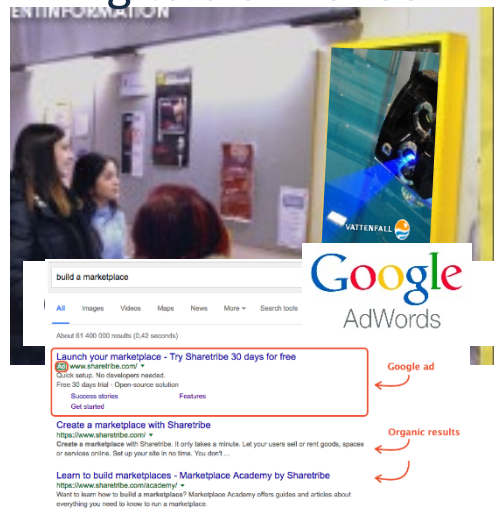 ENTINFORMATION
VATTENFALL
Google
AdWords
build a marketplace
All Images Videos Maps News More Search tools
About 61 400 000 results (0,42 seconds)
Launch your marketplace - Try Sharetribe 30 days for free
Ad www.sharetribe.com/
Quick setup. No developers needed.
Free 30 days trial · Open-source solution
Success stories Features
Get started
Google ad
Create a marketplace with Sharetribe
https://www.sharetribe.com/
Create a marketplace with Sharetribe. It only takes a minute. Let your users sell or rent goods, spaces
or services online. Set up your site in no time. You don't ...
Organic results
Learn to build marketplaces - Marketplace Academy by Sharetribe
https://www.sharetribe.com/academy/
Want to learn how to build a marketplace? Marketplace Academy offers guides and articles about
everything you need to know to run a marketplace.